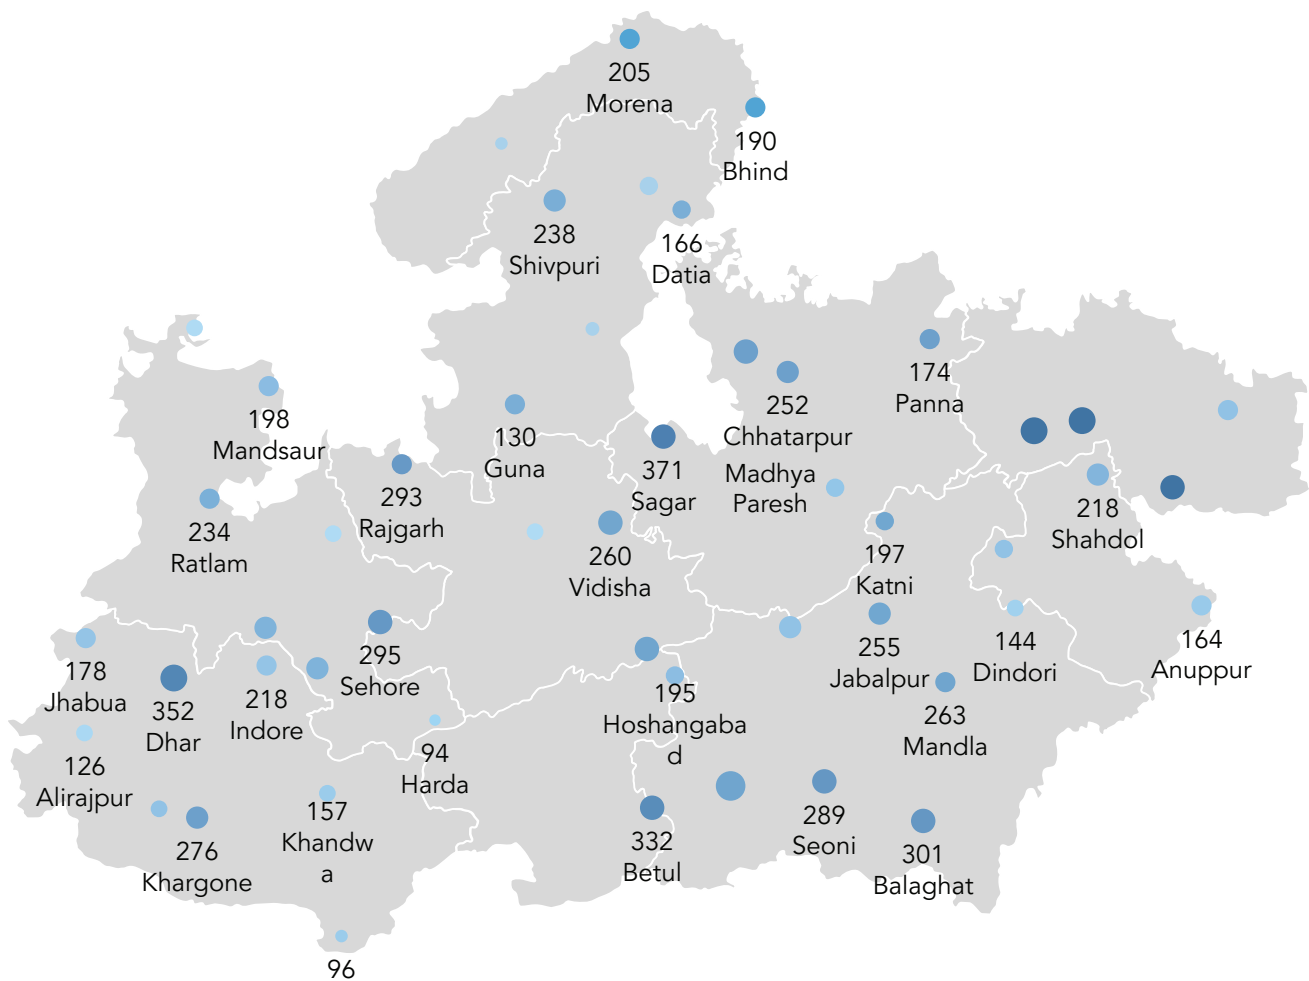 205
Morena
190
Bhind
238
Shivpuri
166
Datia
174
Panna
252
Chhatarpur
198
Mandsaur
130
Guna
371
Sagar
Madhya
Paresh
293
Rajgarh
218
Shahdol
234
Ratlam
260
Vidisha
197
Katni
178
Jhabua
352
Dhar
218
Indore
295
Sehore
195
Hoshangaba
d
255
Jabalpur
144
Dindori
164
Anuppur
263
Mandla
126
Alirajpur
94
Harda
276
Khargone
157
Khandw
a
332
Betul
289
Seoni
301
Balaghat
96